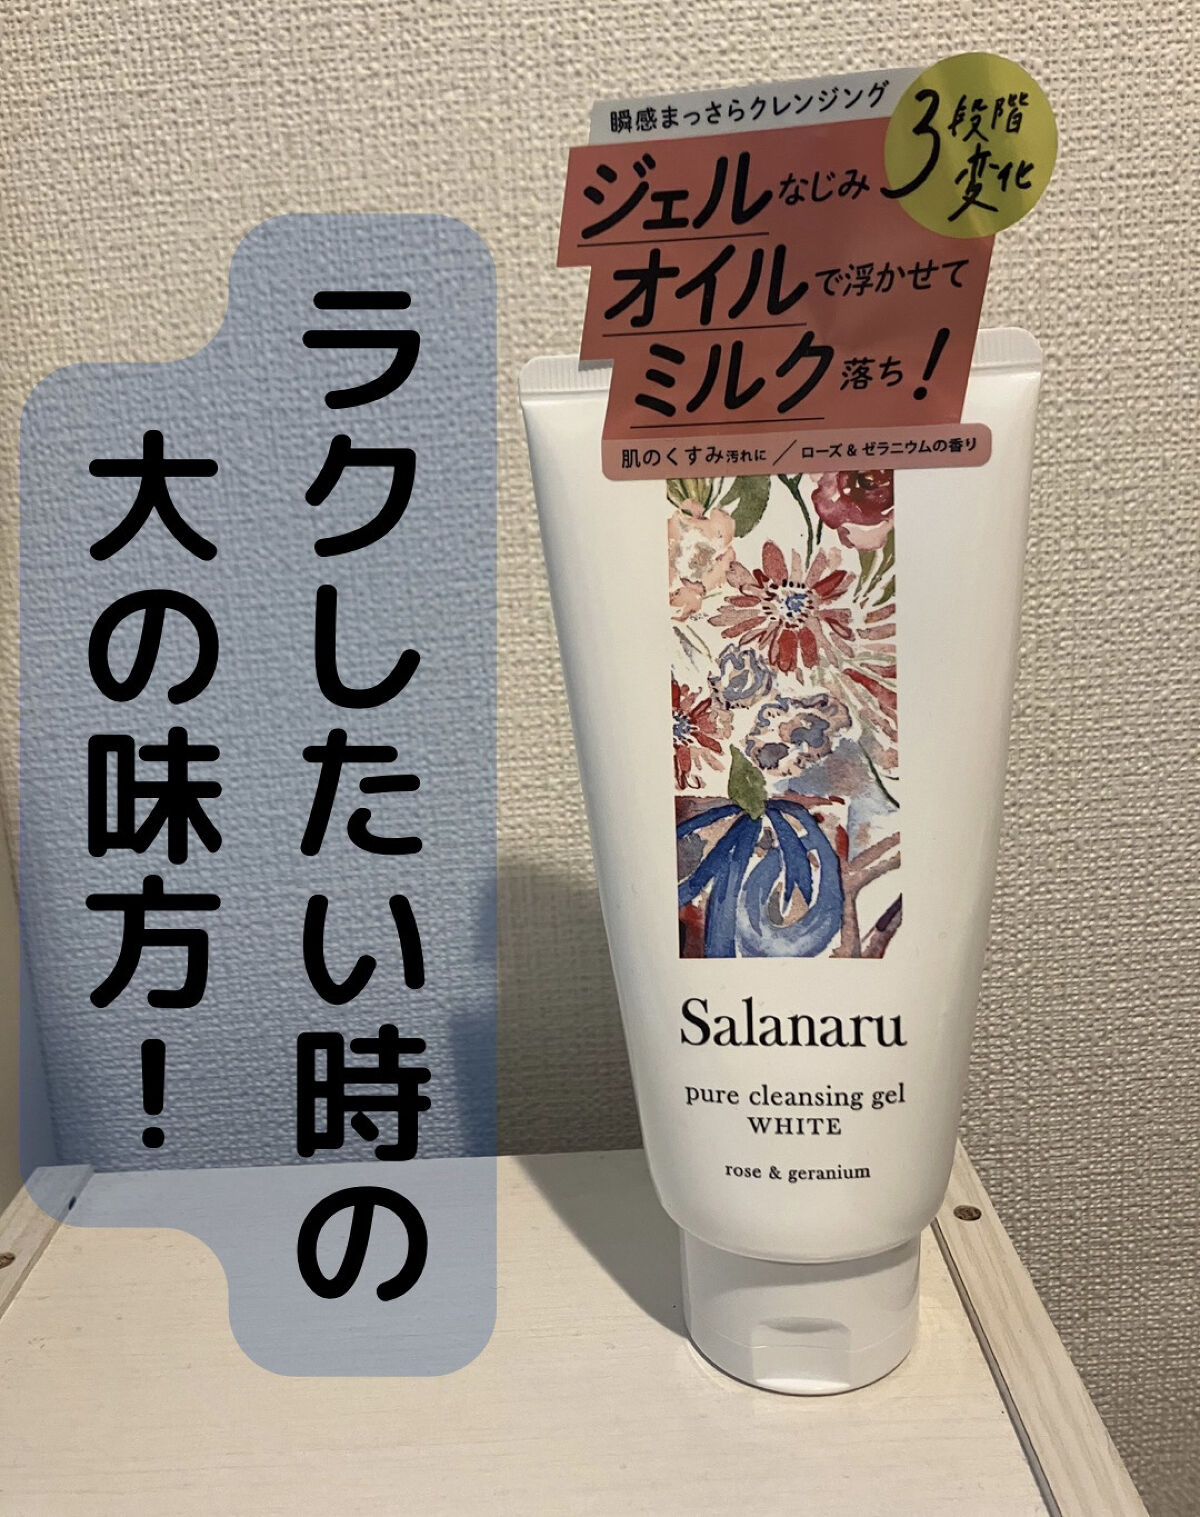 ラクしたい時の
大の味方！
瞬感まっさらクレンジング
3段階
変化
ジェルなじみ
オイルで浮かせて
ミルク落ち！
肌のくすみ汚れに／ローズ&ゼラニウムの香り
Salanaru
pure cleansing gel
WHITE
rose & geranium